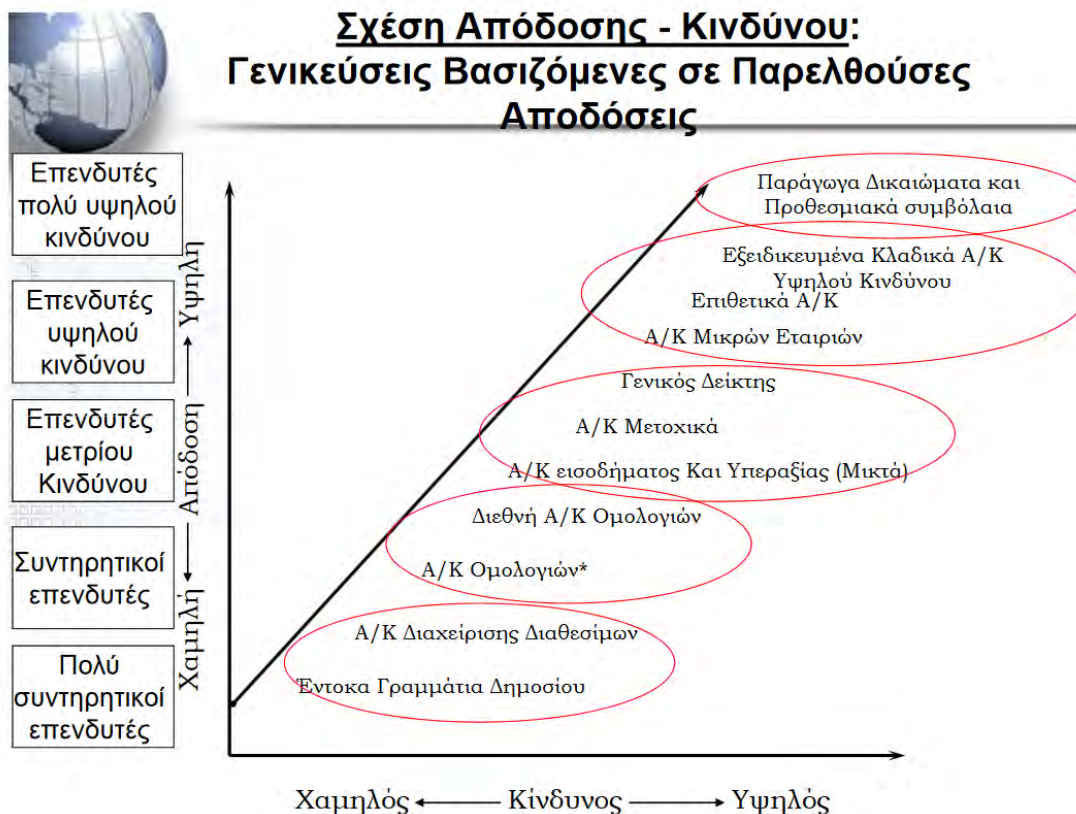 Σχέση Απόδοσης - Κινδύνου:
Γενικεύσεις Βασιζόμενες σε Παρελθούσες
Αποδόσεις
Επενδυτές
πολύ υψηλού
κινδύνου
Επενδυτές
υψηλού
κινδύνου
Επενδυτές
μετρίου
Κινδύνου
Συντηρητικοί
επενδυτές
Πολύ
συντηρητικοί
επενδυτές
Χαμηλή Απόδοση Υψηλή
Παράγωγα Δικαιώματα και
Προθεσμιακά συμβόλαια
Εξειδικευμένα Κλαδικά Α/Κ
Υψηλού Κινδύνου
Επιθετικά Α/Κ
Α/Κ Μικρών Εταιριών
Γενικός Δείκτης
Α/Κ Μετοχικά
Α/Κ εισοδήματος Και Υπεραξίας (Μικτά)
Διεθνή Α/Κ Ομολογιών
Α/Κ Ομολογιών*
Α/Κ Διαχείρισης Διαθεσίμων
Έντοκα Γραμμάτια Δημοσίου
Χαμηλός Κίνδυνος Υψηλός